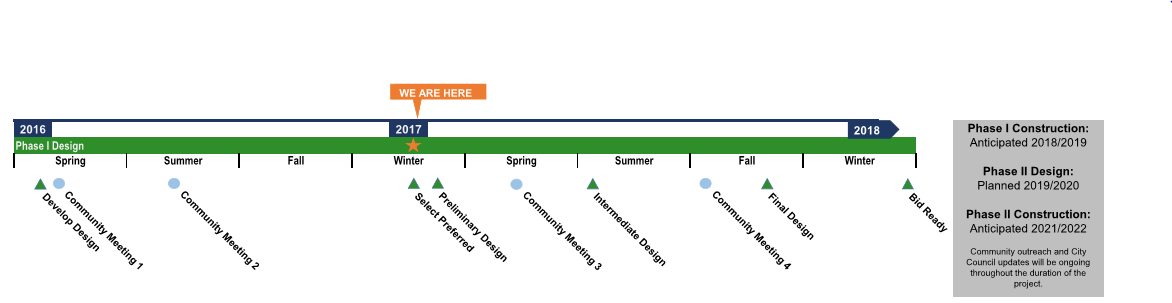 WE ARE HERE
2016
2017
2018
Phase I Design
Spring
Summer
Fall
Winter
Spring
Summer
Fall
Winter
Develop Design
Community Meeting 1
Community Meeting 2
Select Preferred
Preliminary Design
Community Meeting 3
Intermediate Design
Community Meeting 4
Final Design
Bid Ready
Phase I Construction:
Anticipated 2018/2019
Phase II Design:
Planned 2019/2020
Phase II Construction:
Anticipated 2021/2022
Community outreach and City
Council updates will be ongoing
throughout the duration of the
project.